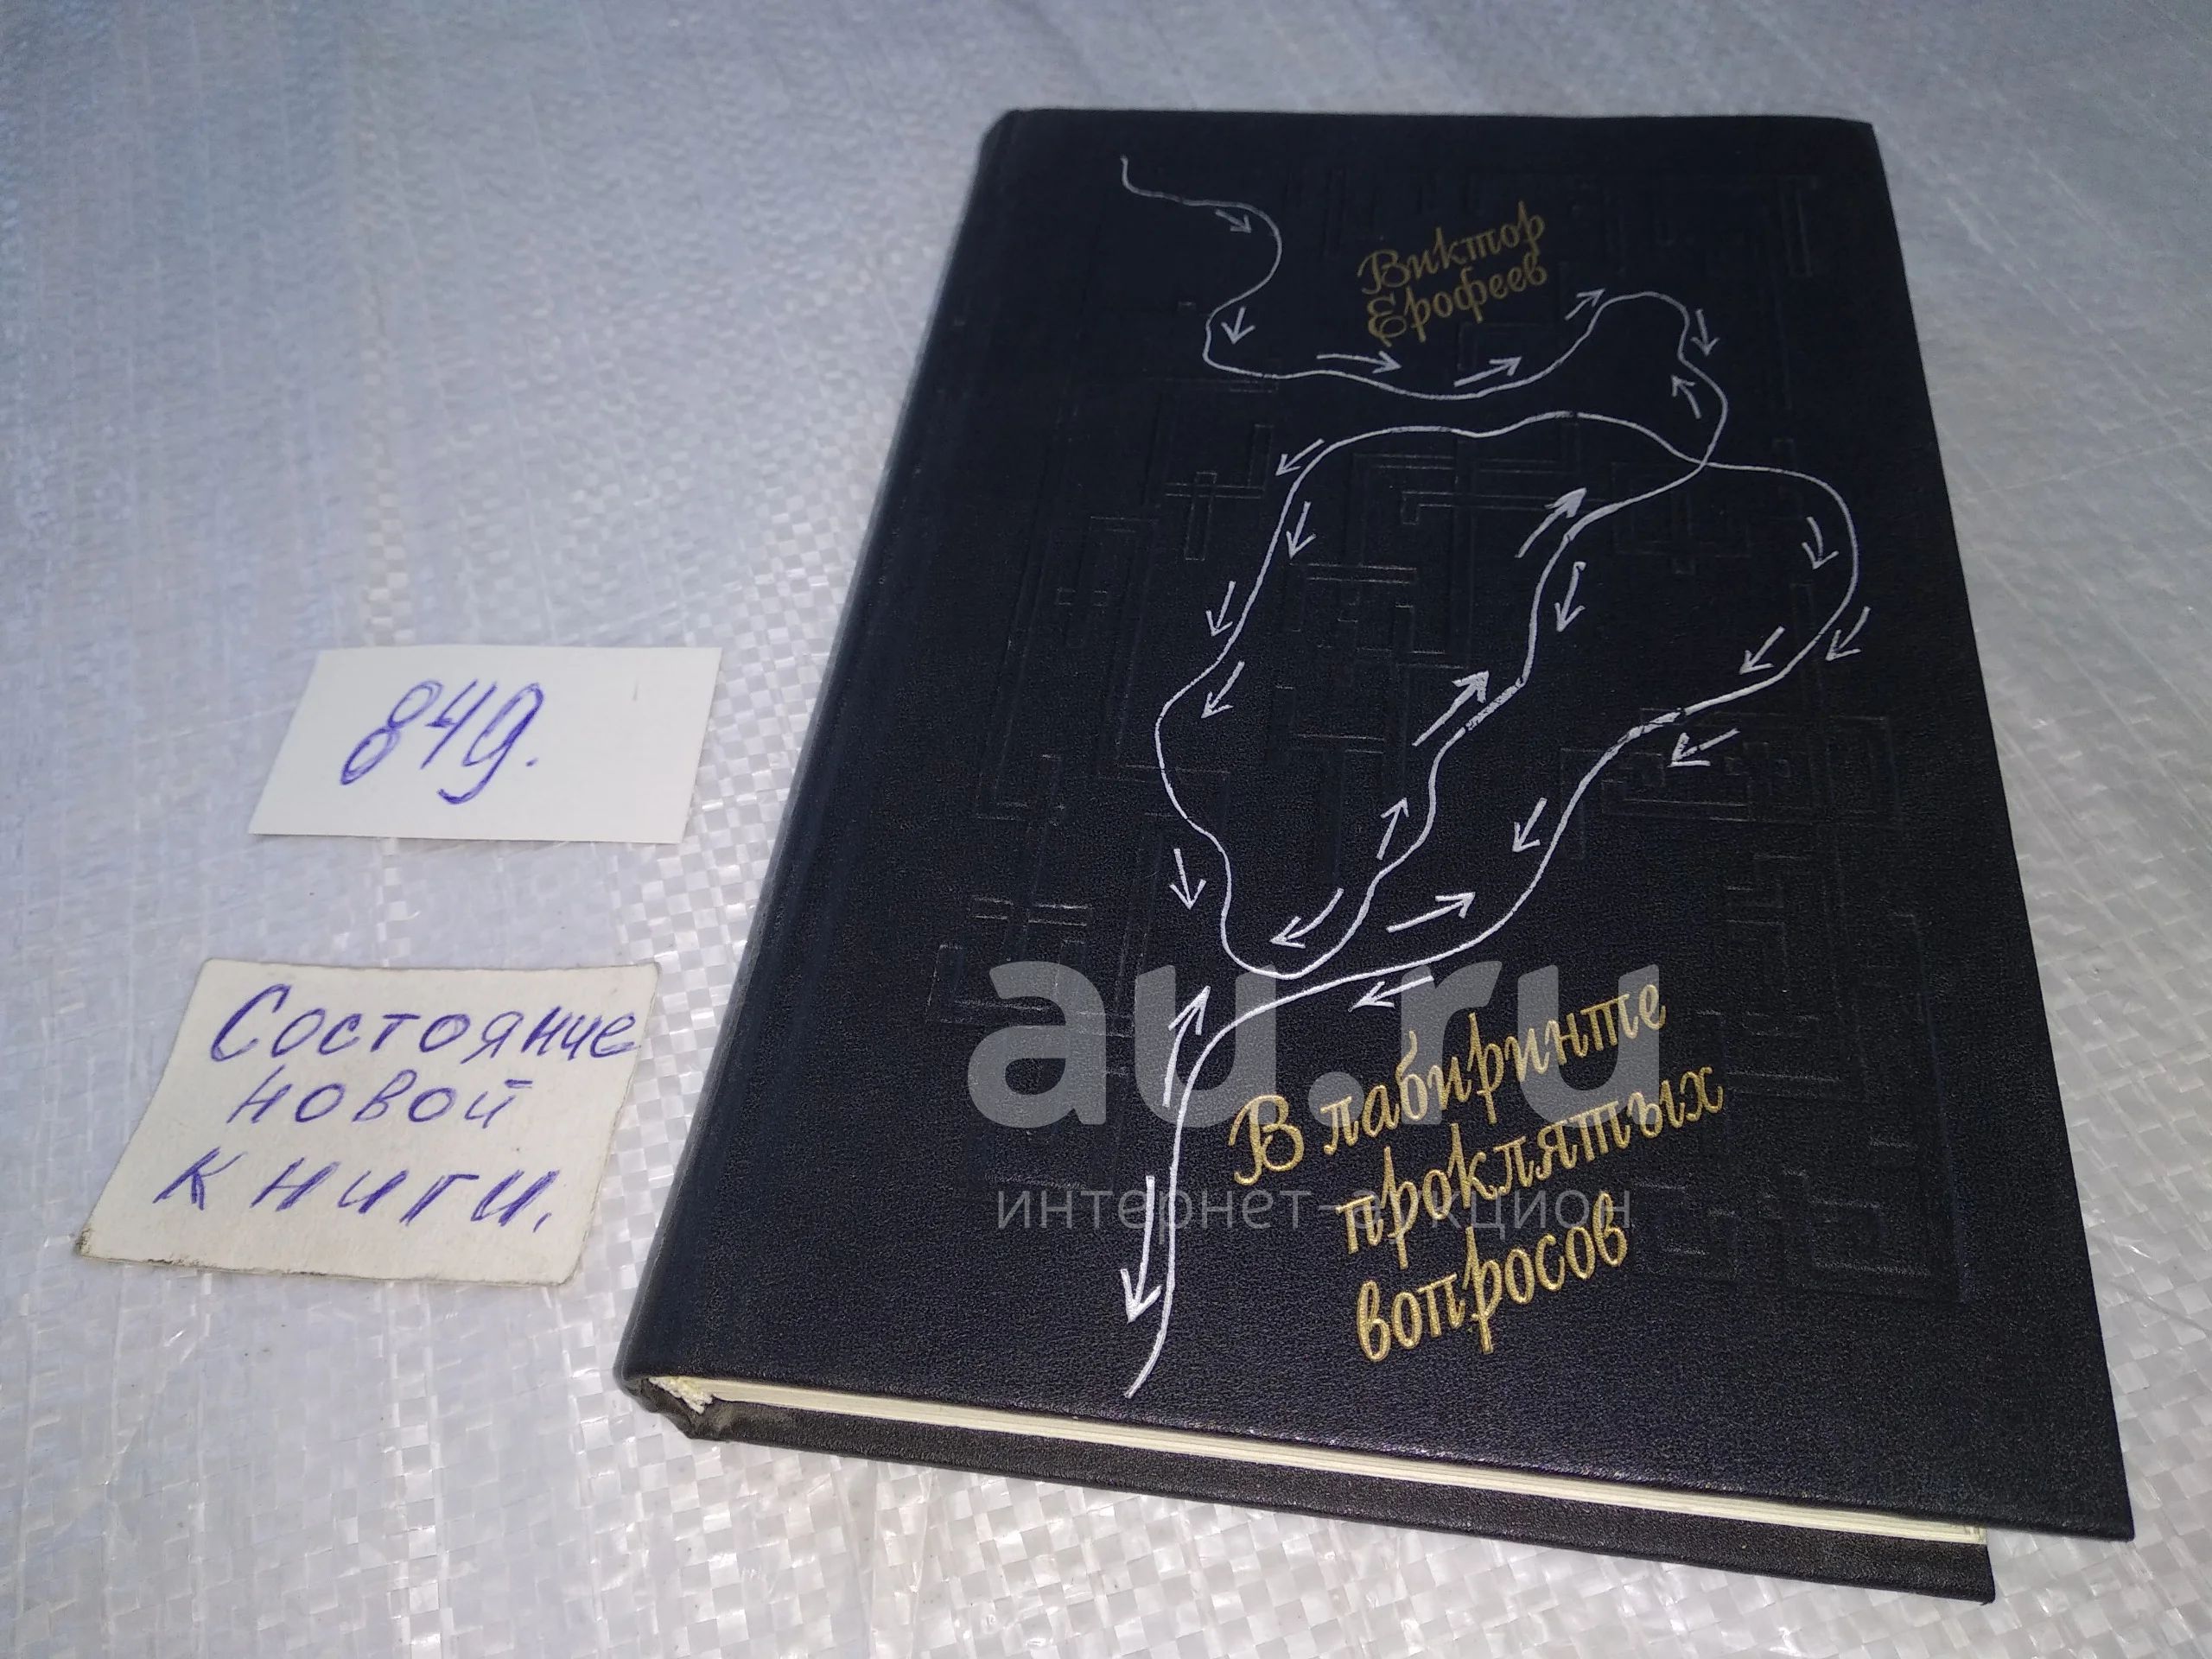 Виктор
Ерофеев
849.
Состояние
новой
книги.
au.ru
интернет-аукцион
В лабиринте
проклятых
вопросов